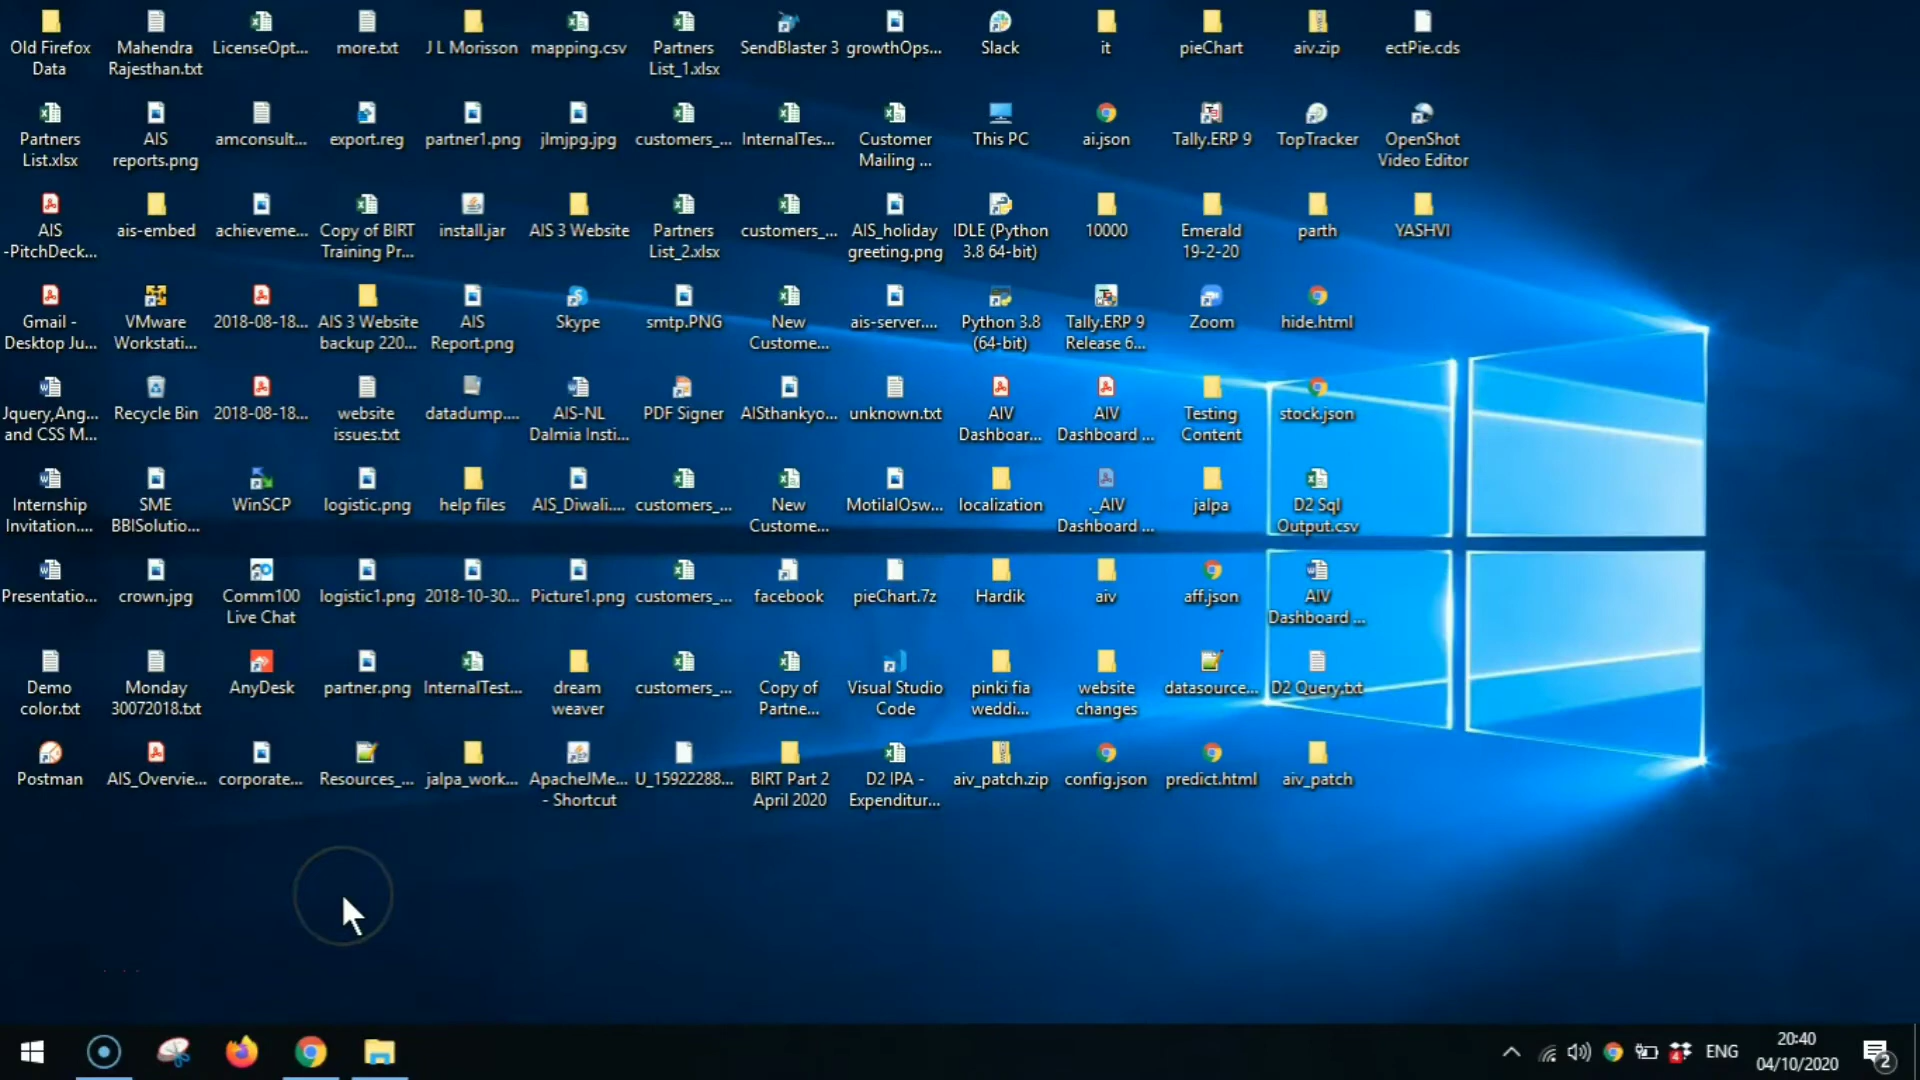 Old Firefox
Data
Mahendra
Rajesthan.txt
LicenseOpt...
more.txt
J L Morisson
mapping.csv
Partners
List_1.xlsx
SendBlaster 3
growthOps...
Slack
it
pieChart
aiv.zip
ectPie.cds
Partners
List.xlsx
AIS
reports.png
amconsult...
export.reg
partner1.png
jlmjpg.jpg
customers_...
InternalTes...
Customer
Mailing ...
This PC
ai.json
Tally.ERP 9
TopTracker
OpenShot
Video Editor
AIS
-PitchDeck...
ais-embed
achieveme...
Copy of BIRT
Training Pr...
install.jar
AIS 3 Website
Partners
List_2.xlsx
customers_...
AIS_holiday
greeting.png
IDLE (Python
3.8 64-bit)
10000
Emerald
19-2-20
parth
YASHVI
Gmail -
Desktop Ju...
VMware
Workstati...
2018-08-18...
AIS 3 Website
backup 220...
AIS
Report.png
Skype
smtp.PNG
New
Custome...
ais-server....
Python 3.8
(64-bit)
Tally.ERP 9
Release 6...
Zoom
hide.html
Jquery,Ang...
and CSS M...
Recycle Bin
2018-08-18...
website
issues.txt
datadump....
AIS-NL
Dalmia Insti...
PDF Signer
AISthankyo...
unknown.txt
AIV
Dashboar...
AIV
Dashboard ...
Testing
Content
stock.json
Internship
Invitation....
SME
BBISolutio...
WinSCP
logistic.png
help files
AIS_Diwali....
customers_...
New
Custome...
MotilalOsw...
localization
._AIV
Dashboard ...
jalpa
D2 Sql
Output.csv
Presentatio...
crown.jpg
Comm100
Live Chat
logistic1.png
2018-10-30...
Picture1.png
customers_...
facebook
pieChart.7z
Hardik
aiv
aff.json
AIV
Dashboard ...
Demo
color.txt
Monday
30072018.txt
AnyDesk
partner.png
InternalTest...
dream
weaver
customers_...
Copy of
Partne...
Visual Studio
Code
pinki fia
weddi...
website
changes
datasource...
D2 Query.txt
Postman
AIS_Overvie...
corporate...
Resources_...
jalpa_work...
ApacheJMe...
- Shortcut
U_15922288...
BIRT Part 2
April 2020
D2 IPA -
Expenditur...
aiv_patch.zip
config.json
predict.html
aiv_patch
4
ENG
20:40
04/10/2020
2